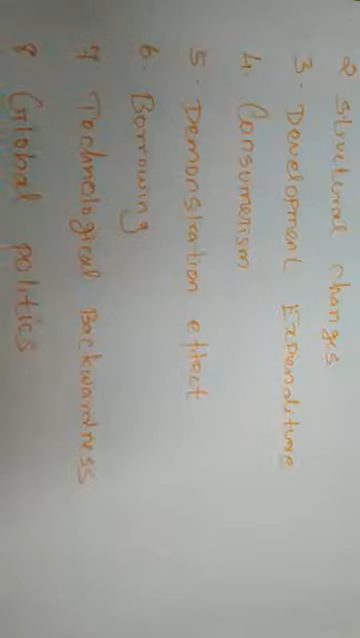 2 Structural changes
3. Development Expenditure
4. Consumerism
5. Demonstration effect
6. Borrowing
7 Technological Backwardness
8 Global politics